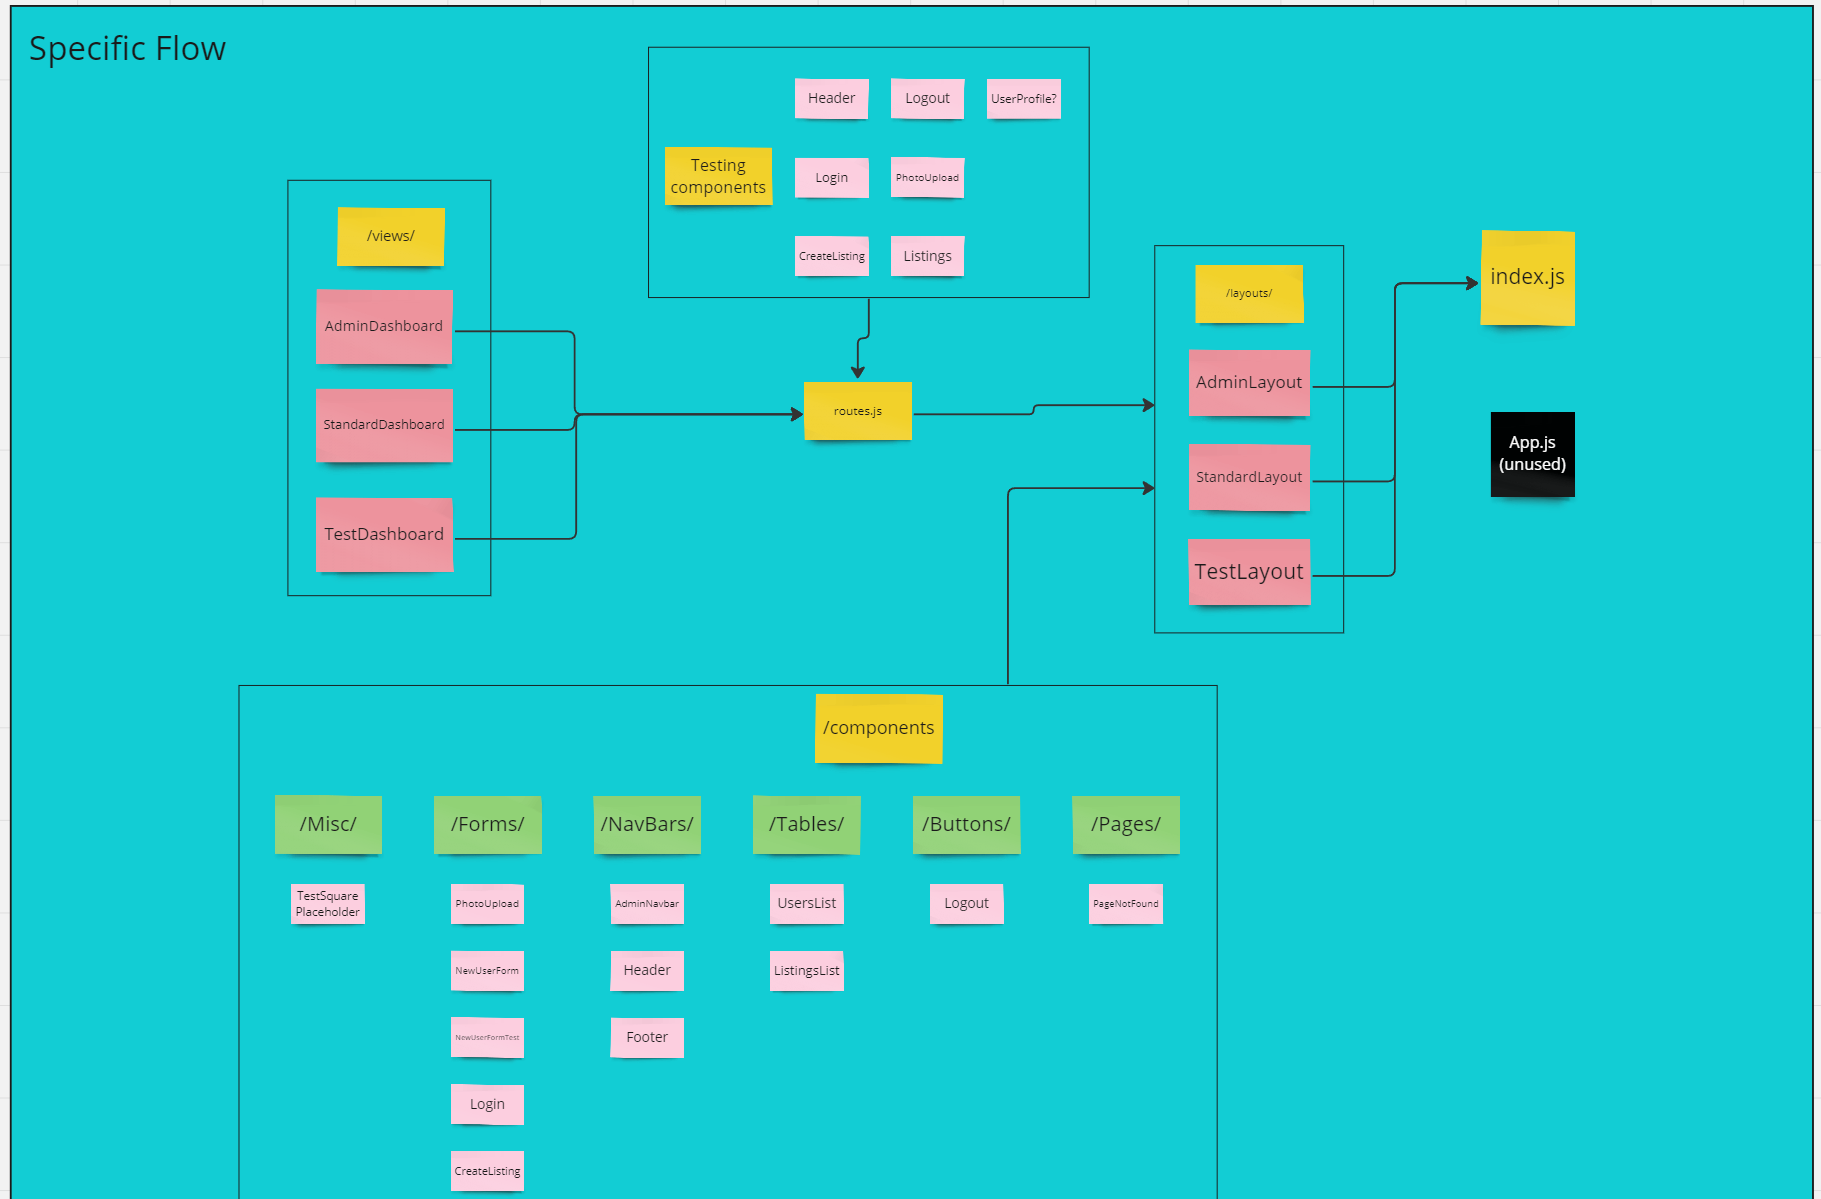 Specific Flow
Header
Logout
UserProfile?
Testing
components
Login
PhotoUpload
CreateListing
Listings
/views/
AdminDashboard
StandardDashboard
TestDashboard
routes.js
/layouts/
AdminLayout
StandardLayout
TestLayout
index.js
App.js
(unused)
/components
/Misc/
/Forms/
/NavBars/
/Tables/
/Buttons/
/Pages/
TestSquare
Placeholder
PhotoUpload
AdminNavbar
UsersList
Logout
PageNotFound
NewUserForm
Header
ListingsList
NewUserFormTest
Footer
Login
CreateListing